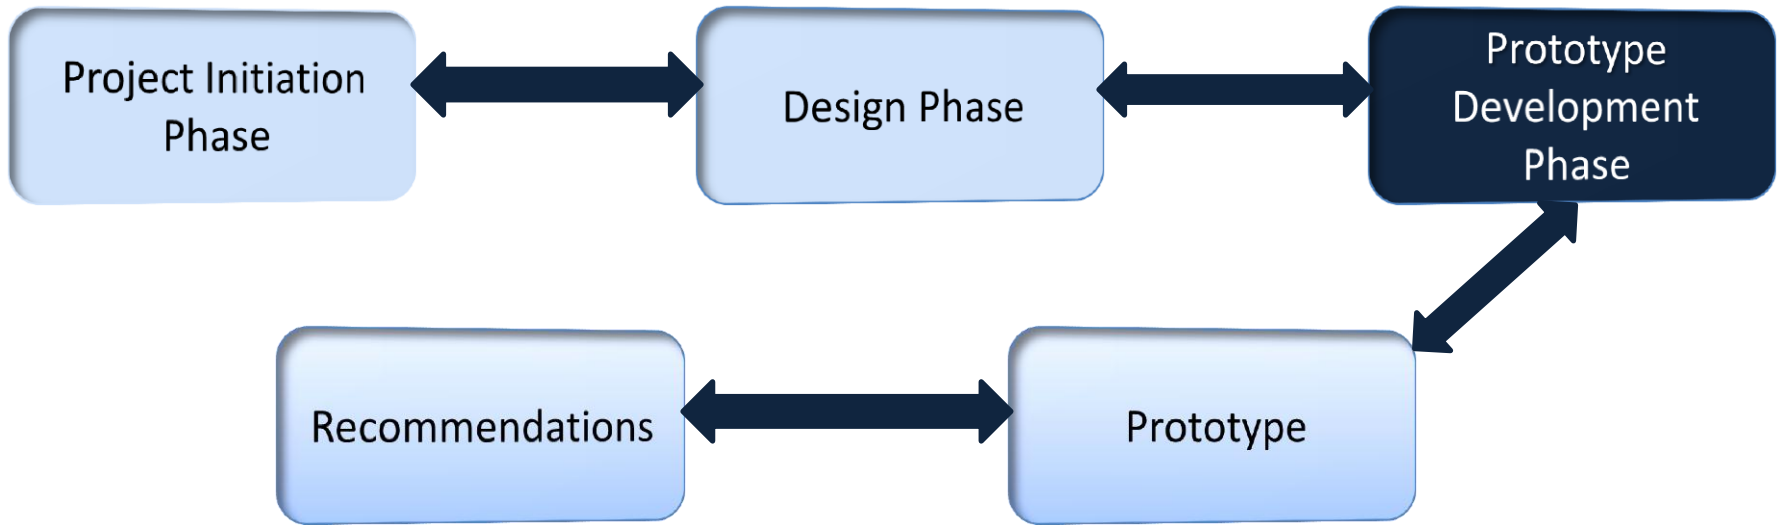 Project Initiation
Phase
Design Phase
Prototype
Development
Phase
Recommendations
Prototype